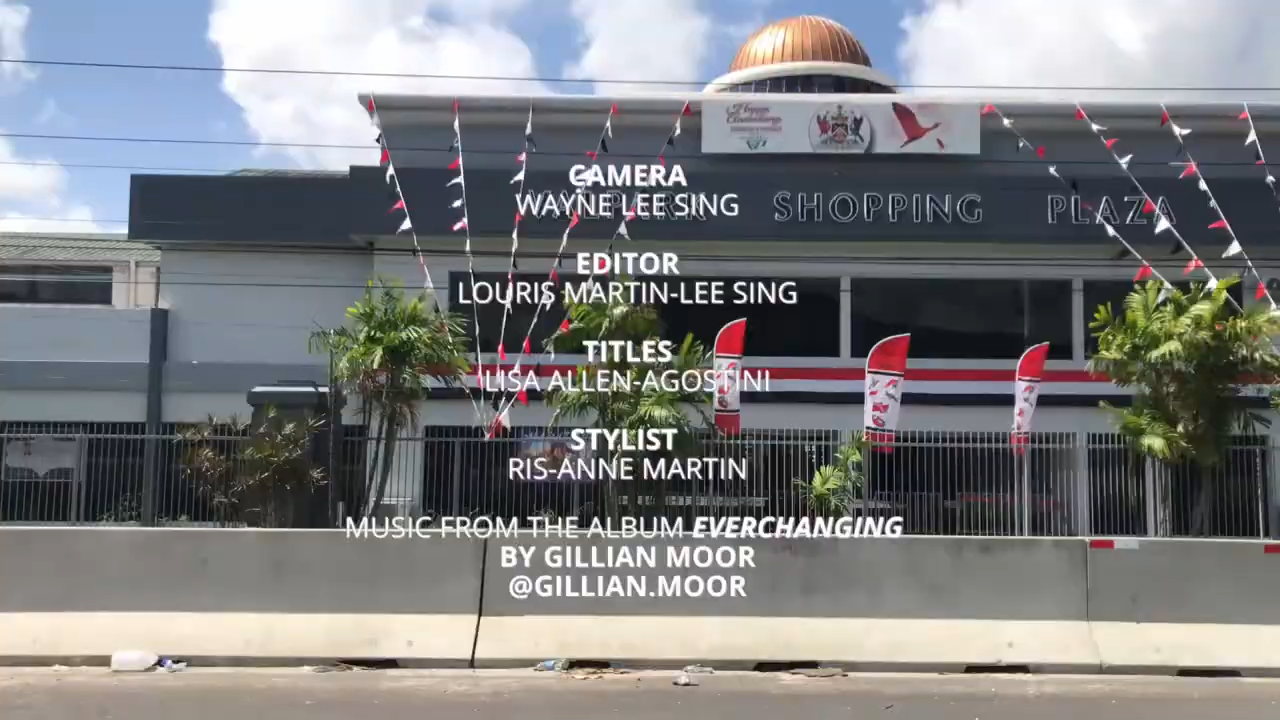 CAMERA
WAYNE LEE SING
VALPARK SHOPPING PLAZA
EDITOR
LOURIS MARTIN-LEE SING
TITLES
LISA ALLEN-AGOSTINI
STYLIST
RIS-ANNE MARTIN
MUSIC FROM THE ALBUM EVERCHANGING
BY GILLIAN MOOR
@GILLIAN.MOOR